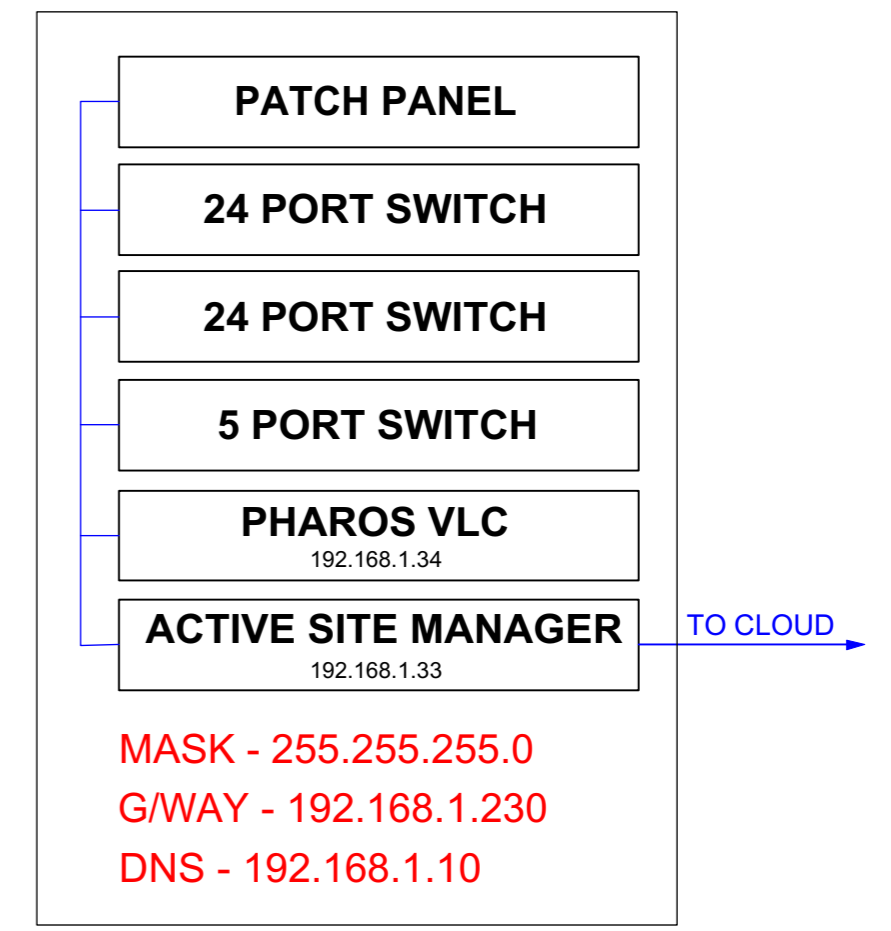 PATCH PANEL
24 PORT SWITCH
24 PORT SWITCH
5 PORT SWITCH
PHAROS VLC
192.168.1.34
ACTIVE SITE MANAGER
192.168.1.33
TO CLOUD
MASK - 255.255.255.0
G/WAY - 192.168.1.230
DNS - 192.168.1.10